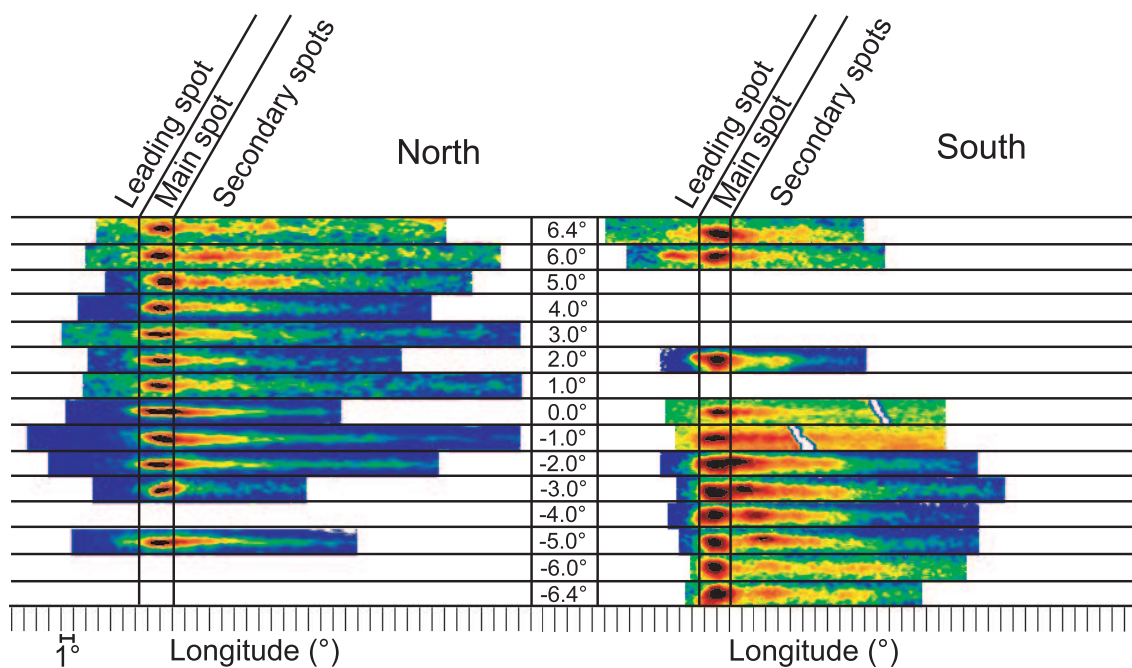 Leading spot
Main spot
Secondary spots
North
Leading spot
Main spot
Secondary spots
South
6.4°
6.0°
5.0°
4.0°
3.0°
2.0°
1.0°
0.0°
-1.0°
-2.0°
-3.0°
-4.0°
-5.0°
-6.0°
-6.4°
1°
Longitude (°)
Longitude (°)